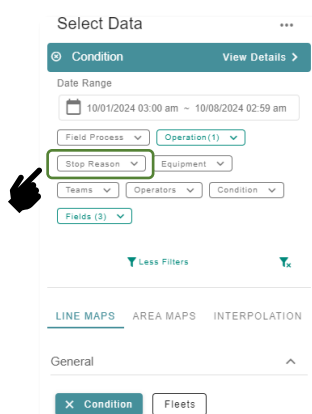 Select Data
Condition View Details
Date Range
10/01/2024 03:00 am ~ 10/08/2024 02:59 am
Field Process Operation(1)
Stop Reason Equipment
Teams Operators Condition
Fields (3)
Less Filters
LINE MAPS AREA MAPS INTERPOLATION
General
Condition Fleets